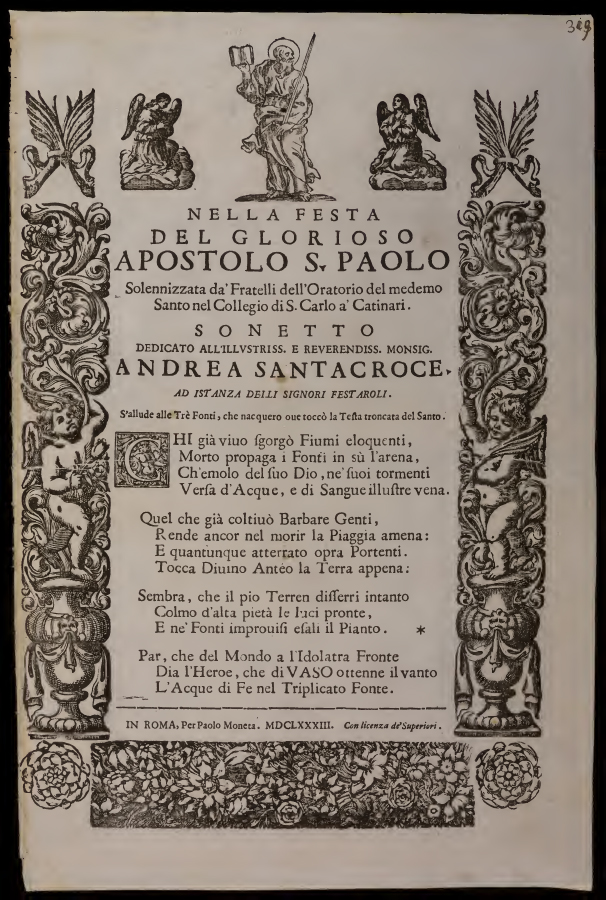 NELLA FESTA
DEL GLORIOSO
APOSTOLO S. PAOLO
Solennizzata da' Fratelli dell'Oratorio del medemo
Santo nel Collegio di S. Carlo a' Catinari.
SONETTO
DEDICATO ALL'ILLVSTRISS. E REVERENDISS. MONSIG.
ANDREA SANTACROCE,
AD ISTANZA DELLI SIGNORI FESTAROLI.
S'allude alle Trè Fonti, che nacquero oue toccò la Testa troncata del Santo.
CHI già viuo sgorgò Fiumi eloquenti,
Morto propaga i Fonti in sù l'arena,
Ch'emolo del suo Dio, ne' suoi tormenti
Versa d'Acque, e di Sangue illustre vena.
Quel che già coltiuò Barbare Genti,
Rende ancor nel morir la Piaggia amena:
E quantunque atterrato opra Portenti.
Tocca Diuino Antèo la Terra appena:
Sembra, che il pio Terren disserri intanto
Colmo d'alta pietà le luci pronte,
E ne' Fonti improuisi esali il Pianto. *
Par, che del Mondo a l'Idolatra Fronte
Dia l'Heroe, che di VASO ottenne il vanto
L'Acque di Fe nel Triplicato Fonte.
IN ROMA, Per Paolo Moneta. MDCLXXXIII. Con licenza de' Superiori.